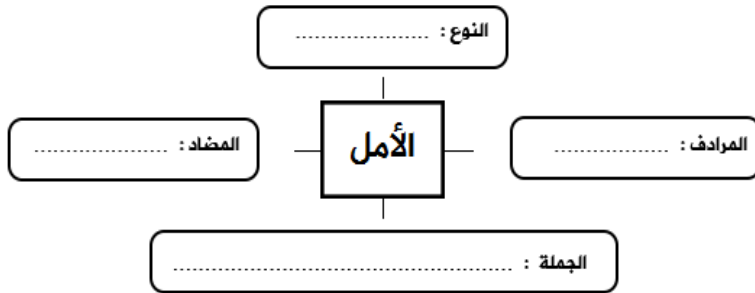 النوع : ....................
المرادف : .................
الأمل
المضاد : ....................
الجملة : ...................................................